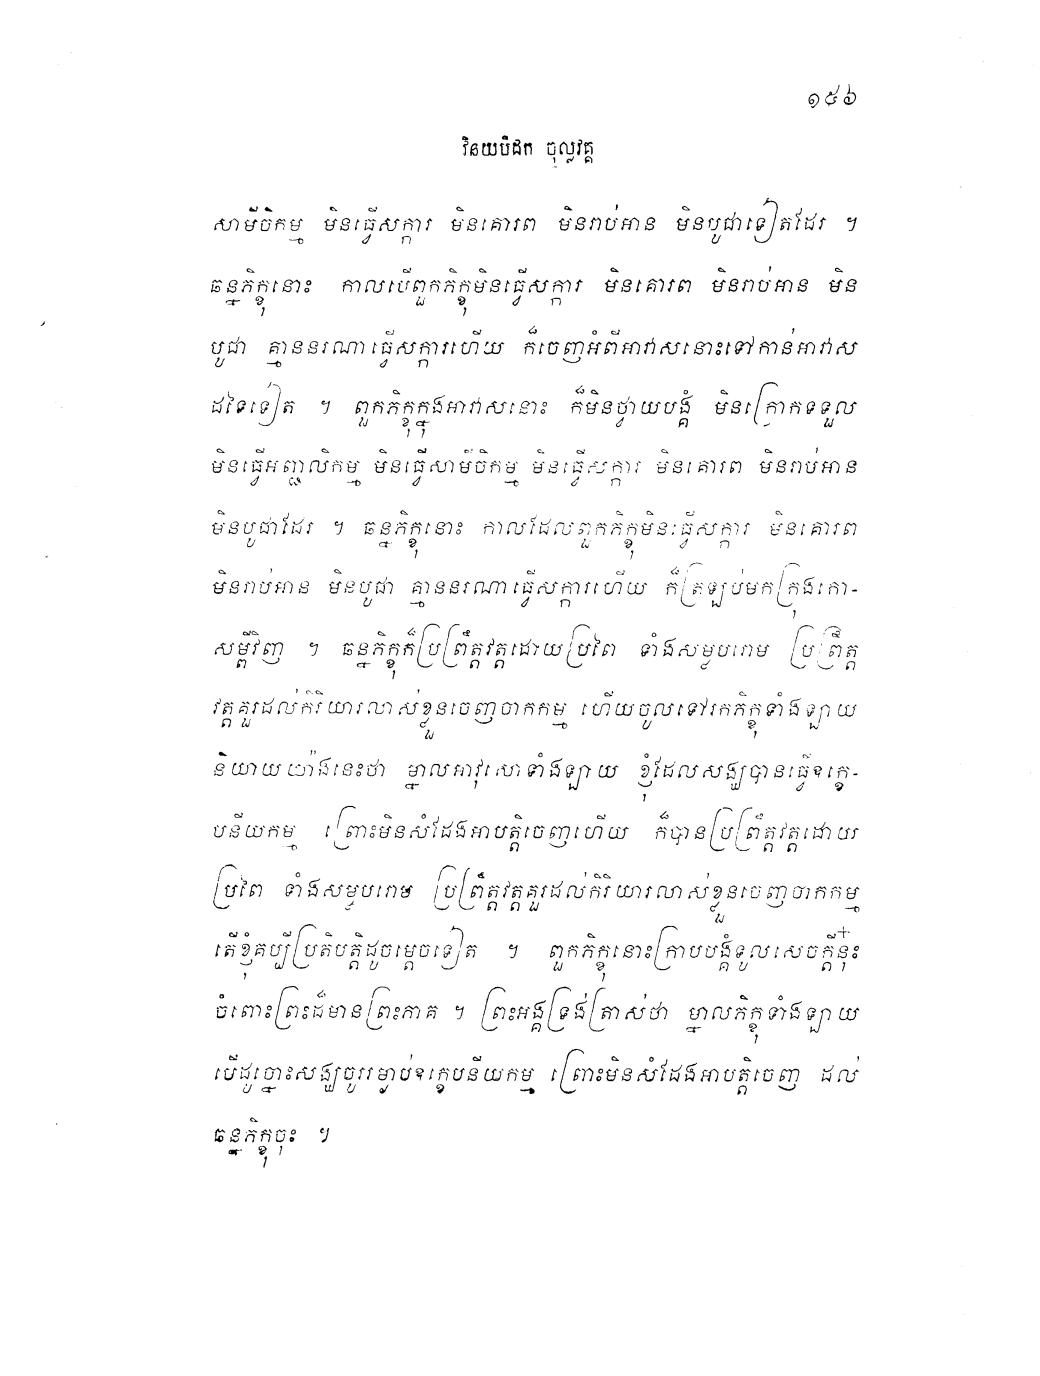 ១៥៦
វិនយបិដក ចុល្លវគ្គ
សាមីចិកម្ម មិនធ្វើសក្ការ មិនគោរព មិនរាប់អាន មិនបូជាទៀតដែរ ។
ឆន្នភិក្ខុនោះ កាលបើពួកភិក្ខុមិនធ្វើសក្ការ មិនគោរព មិនរាប់អាន មិន
បូជា គ្មាននរណាធ្វើសក្ការហើយ ក៏ចេញអំពីអាវាសនោះទៅកាន់អាវាស
ដទៃទៀត ។ ពួកភិក្ខុក្នុងអាវាសនោះ ក៏មិនថ្វាយបង្គំ មិនក្រោកទទួល
មិនធ្វើអញ្ជលិកម្ម មិនធ្វើសាមីចិកម្ម មិនធ្វើសក្ការ មិនគោរព មិនរាប់អាន
មិនបូជាដែរ ។ ឆន្នភិក្ខុនោះ កាលដែលពួកភិក្ខុមិនធ្វើសក្ការ មិនគោរព
មិនរាប់អាន មិនបូជា គ្មាននរណាធ្វើសក្ការហើយ ក៏ត្រឡប់មកក្រុងកោ-
សម្ពីវិញ ។ ឆន្នភិក្ខុក៏ប្រព្រឹត្តវត្តដោយប្រពៃ ទាំងសម្ងួបរោម ប្រព្រឹត្ត
វត្តគួរដល់កិរិយារលាស់ខ្លួនចេញចាកកម្ម ហើយចូលទៅរកភិក្ខុទាំងឡាយ
និយាយយ៉ាងនេះថា ម្នាលអាវុសោទាំងឡាយ ខ្ញុំដែលសង្ឃបានធ្វើឧក្ខេ-
បនីយកម្ម ព្រោះមិនសំដែងអាបត្តិចេញហើយ ក៏បានប្រព្រឹត្តវត្តដោយ
ប្រពៃ ទាំងសម្ងួបរោម ប្រព្រឹត្តវត្តគួរដល់កិរិយារលាស់ខ្លួនចេញចាកកម្ម
តើខ្ញុំគប្បីប្រតិបត្តិដូចម្តេចទៀត ។ ពួកភិក្ខុនោះក្រាបបង្គំទូលសេចក្តីនុ៎ះ
ចំពោះព្រះដ៏មានព្រះភាគ ។ ព្រះអង្គទ្រង់ត្រាស់ថា ម្នាលភិក្ខុទាំងឡាយ
បើដូច្នោះសង្ឃចូររម្ងាប់ឧក្ខេបនីយកម្ម ព្រោះមិនសំដែងអាបត្តិចេញ ដល់
ឆន្នភិក្ខុចុះ ។